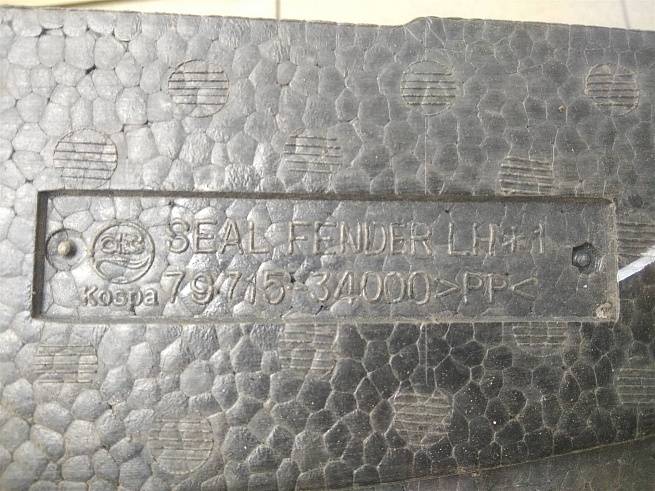 SEAL FENDER LH*1
Kospa 79715-34000>PP<